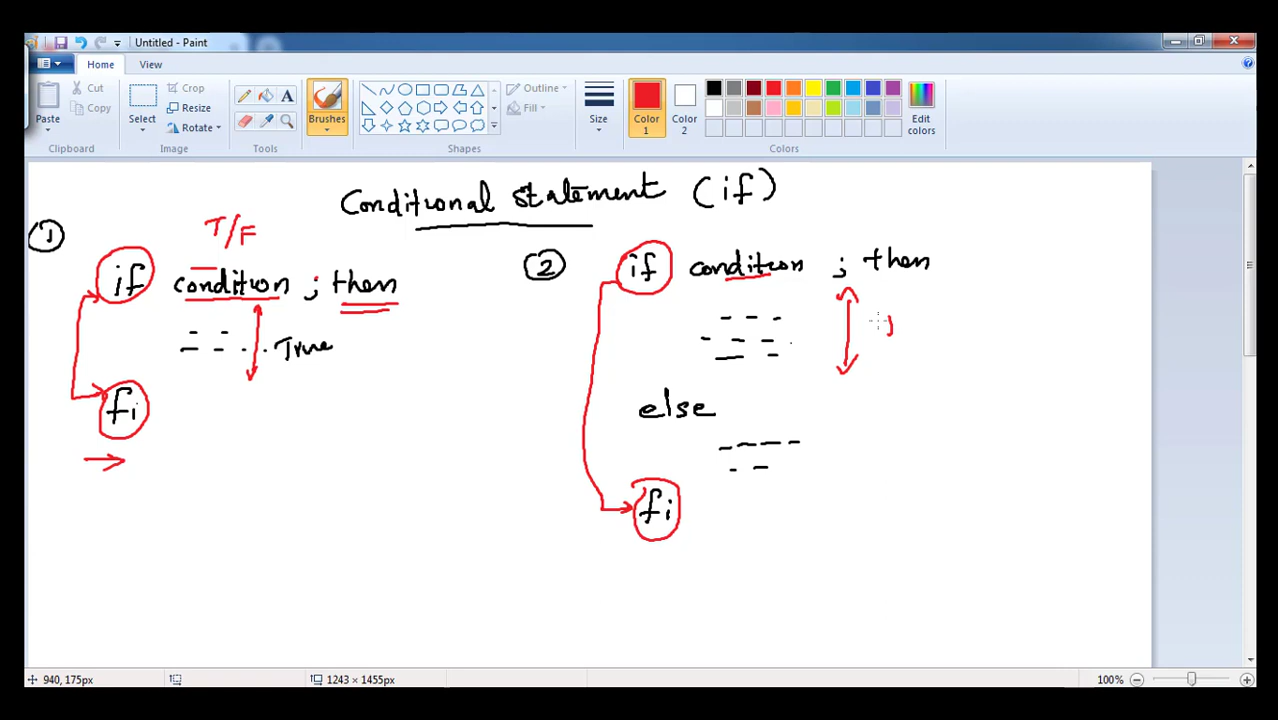 Untitled - Paint
Home View
Paste
Cut
Copy
Clipboard
Select
Crop
Resize
Rotate
Image
Tools
Brushes
Shapes
Outline
Fill
Size
Color 1
Color 2
Edit colors
Colors
Conditional Statement (if)
1
T/F
if condition ; then
True
fi
2
if condition ; then
else
fi
940, 175px
1243 × 1455px
100%